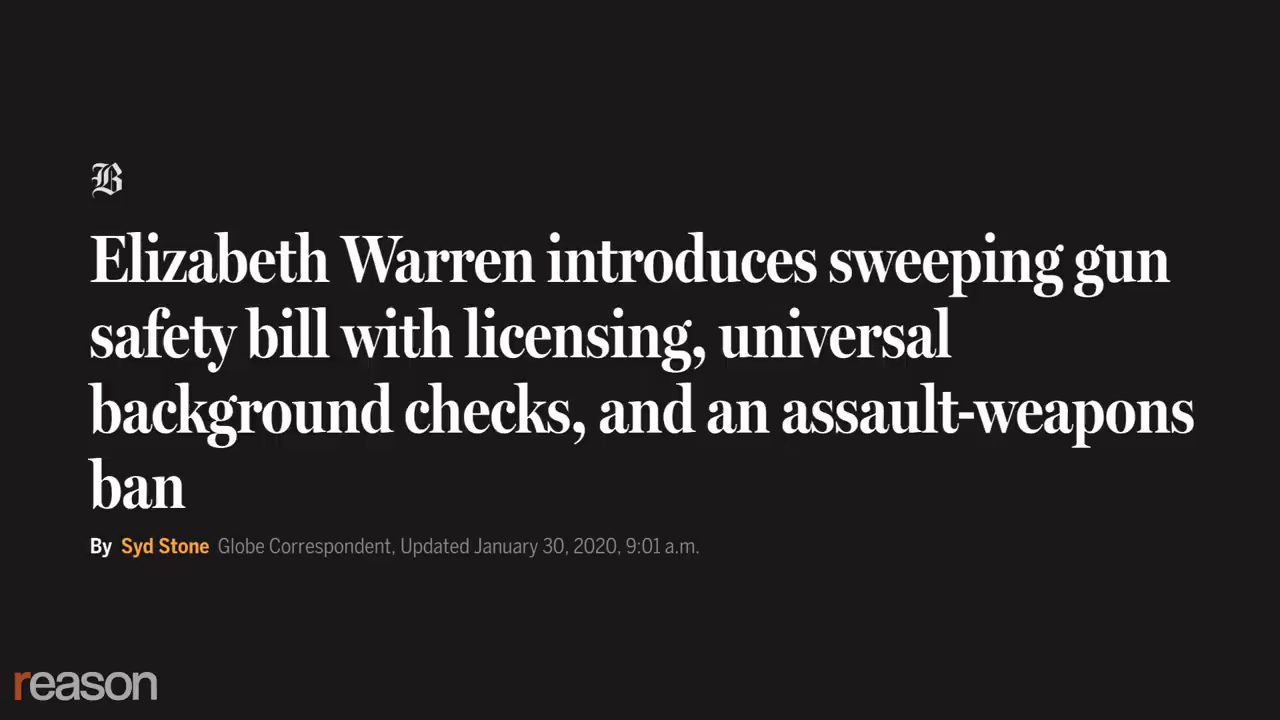 B
Elizabeth Warren introduces sweeping gun
safety bill with licensing, universal
background checks, and an assault-weapons
ban
By Syd Stone Globe Correspondent, Updated January 30, 2020, 9:01 a.m.
reason